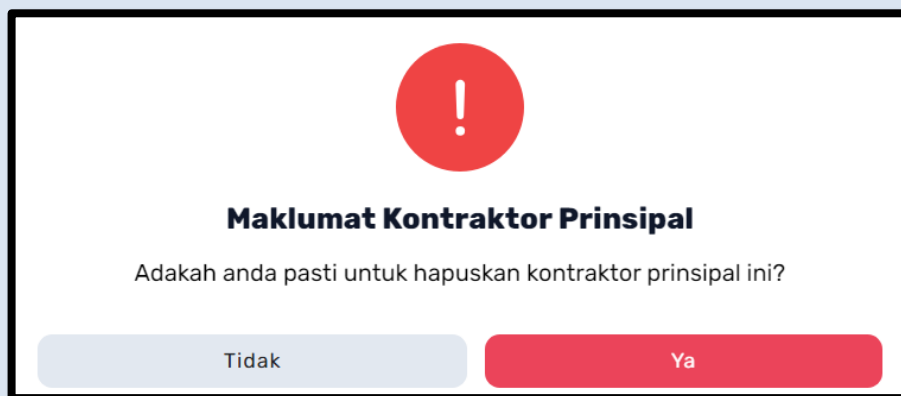 Maklumat Kontraktor Prinsipal
Adakah anda pasti untuk hapuskan kontraktor prinsipal ini?
Tidak
Ya